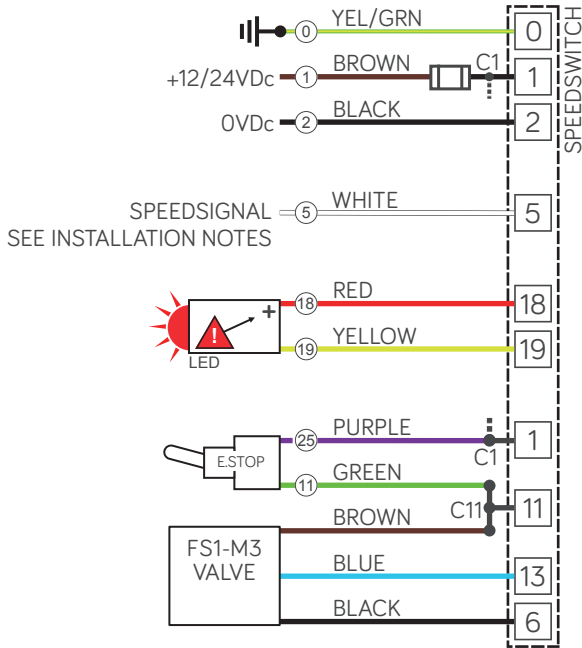 0 YEL/GRN 0
SPEEDSWITCH
+12/24VDc 1 BROWN C1 1
0VDc 2 BLACK 2
SPEEDSIGNAL 5 WHITE 5
SEE INSTALLATION NOTES
18 RED 18
! +
19 YELLOW 19
LED
25 PURPLE 1
E.STOP C1
11 GREEN
C11 11
BROWN
FS1-M3
VALVE
BLUE 13
BLACK 6